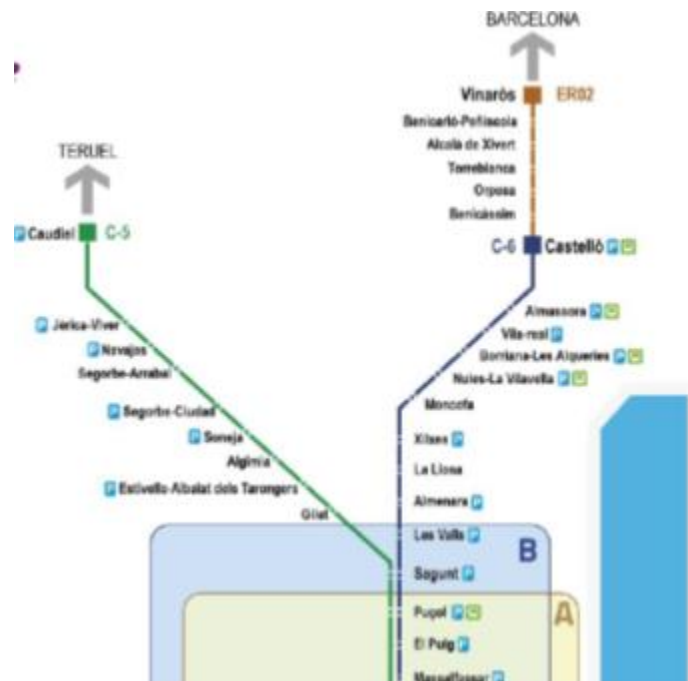 BARCELONA
Vinaròs ER02
Benicarló-Peñíscola
Alcalà de Xivert
Torreblanca
Orpesa
Benicàssim
TERUEL
P Caudiel C-5
C-6 Castelló P
P Jérica-Viver
P Navajas
Segorbe-Arrabal
P Segorbe-Ciudad
P Soneja
Algimia
P Estivella-Albalat dels Tarongers
Gilet
Almassora P
Vila-real P
Borriana-Les Alqueries P
Nules-La Vilavella P
Moncofa
Xilxes P
La Llosa
Almenara P
Les Valls P
B
Sagunt P
Puçol P
A
El Puig P
Massalfassar P